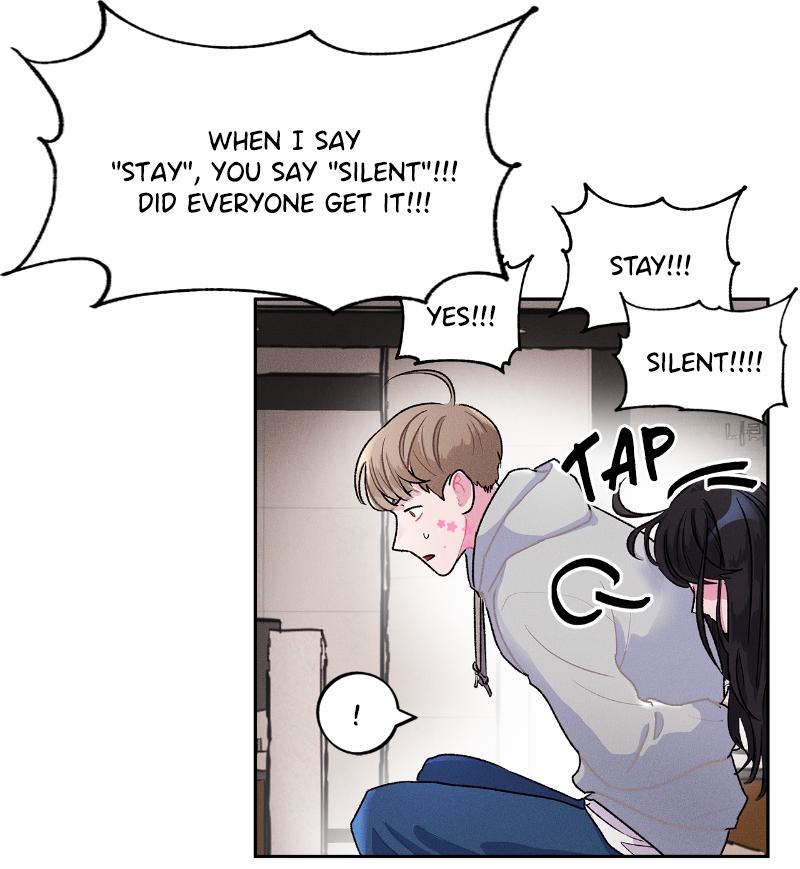 WHEN I SAY
"STAY", YOU SAY "SILENT"!!!
DID EVERYONE GET IT!!!
STAY!!!
YES!!!
SILENT!!!!
TAP
!